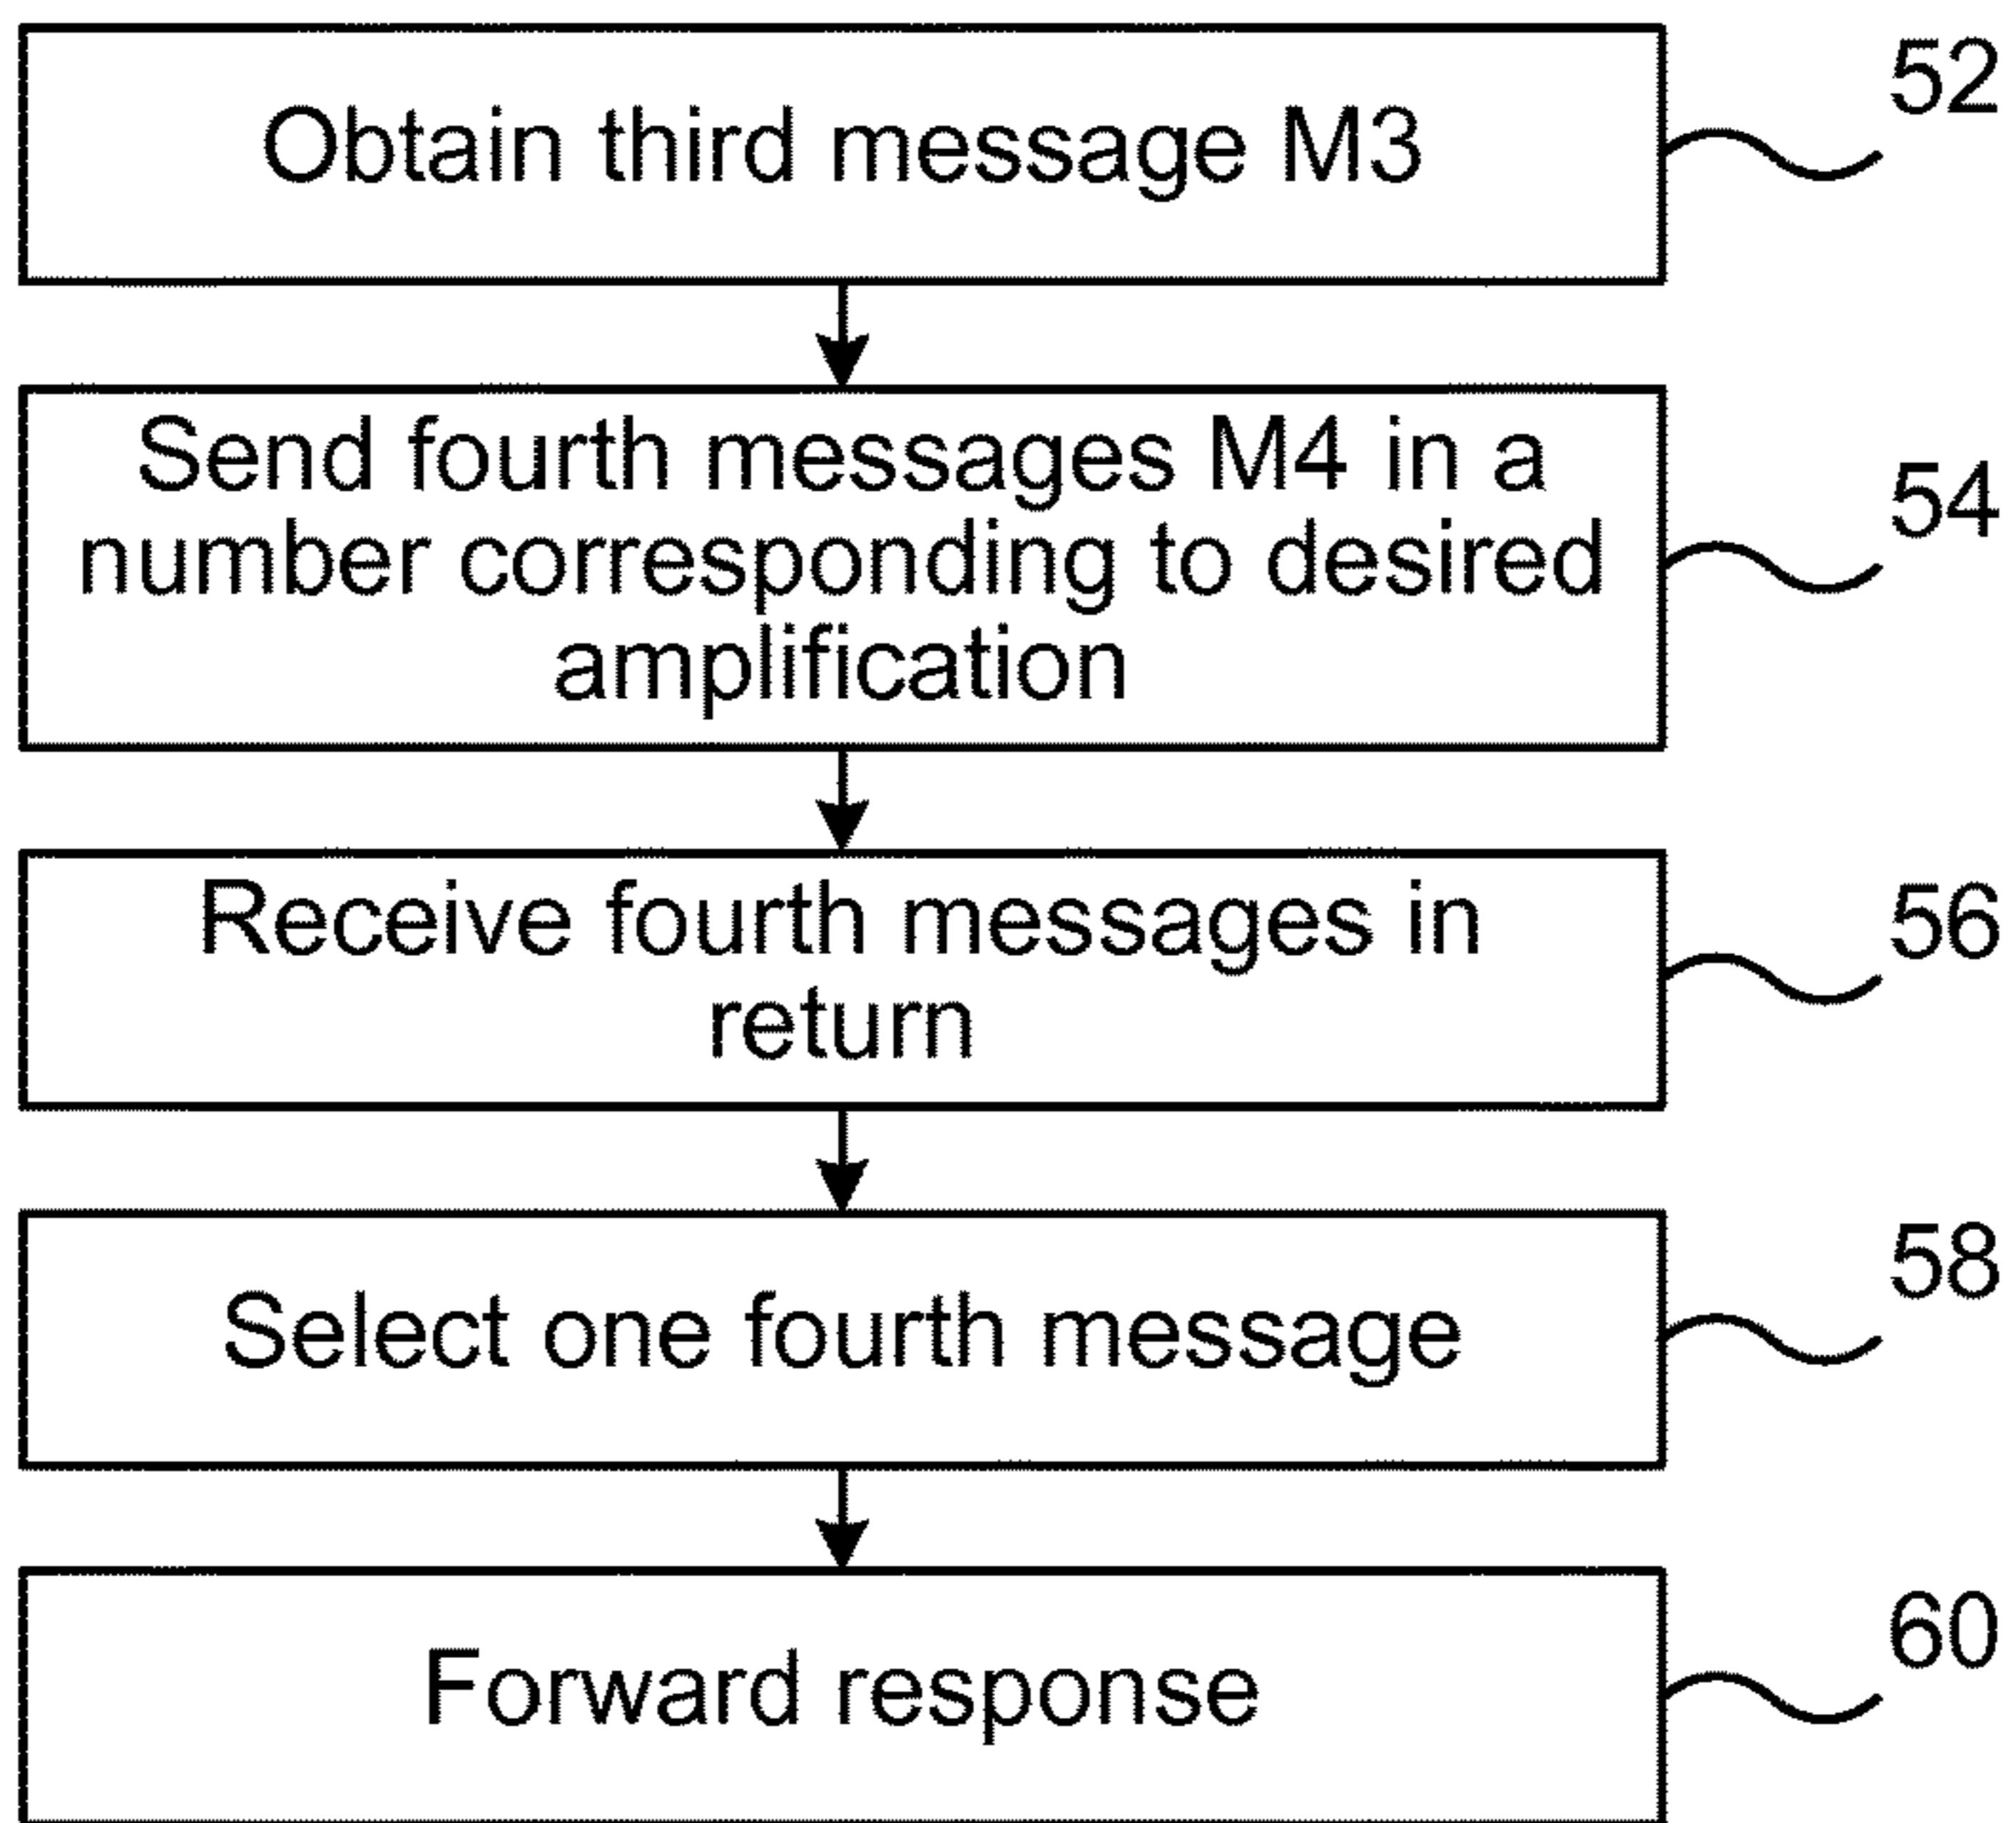 Obtain third message M3
52
Send fourth messages M4 in a
number corresponding to desired
amplification
54
Receive fourth messages in
return
56
Select one fourth message
58
Forward response
60